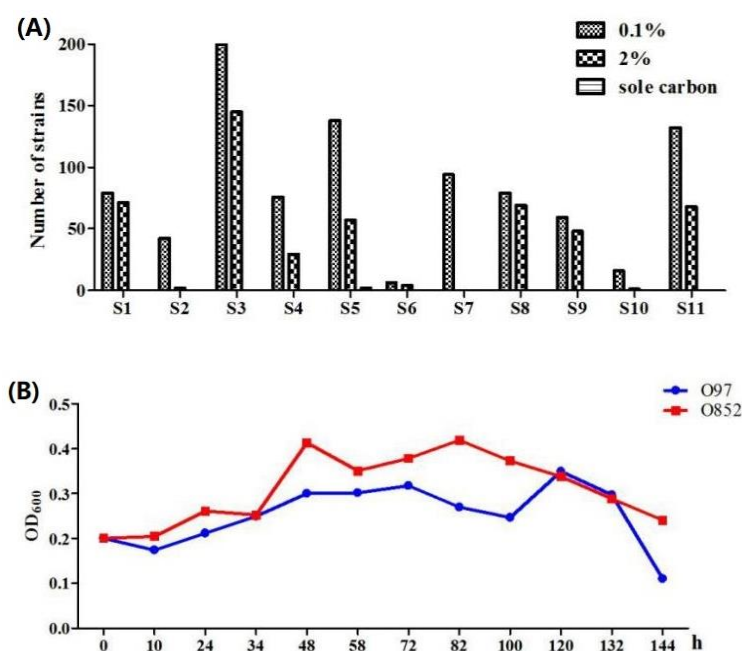 (A)
200
150
100
50
0
Number of strains
0.1%
2%
sole carbon
S1 S2 S3 S4 S5 S6 S7 S8 S9 S10 S11
(B)
O97
O852
0.5
0.4
0.3
0.2
0.1
0.0
OD600
0 10 24 34 48 58 72 82 100 120 132 144 h